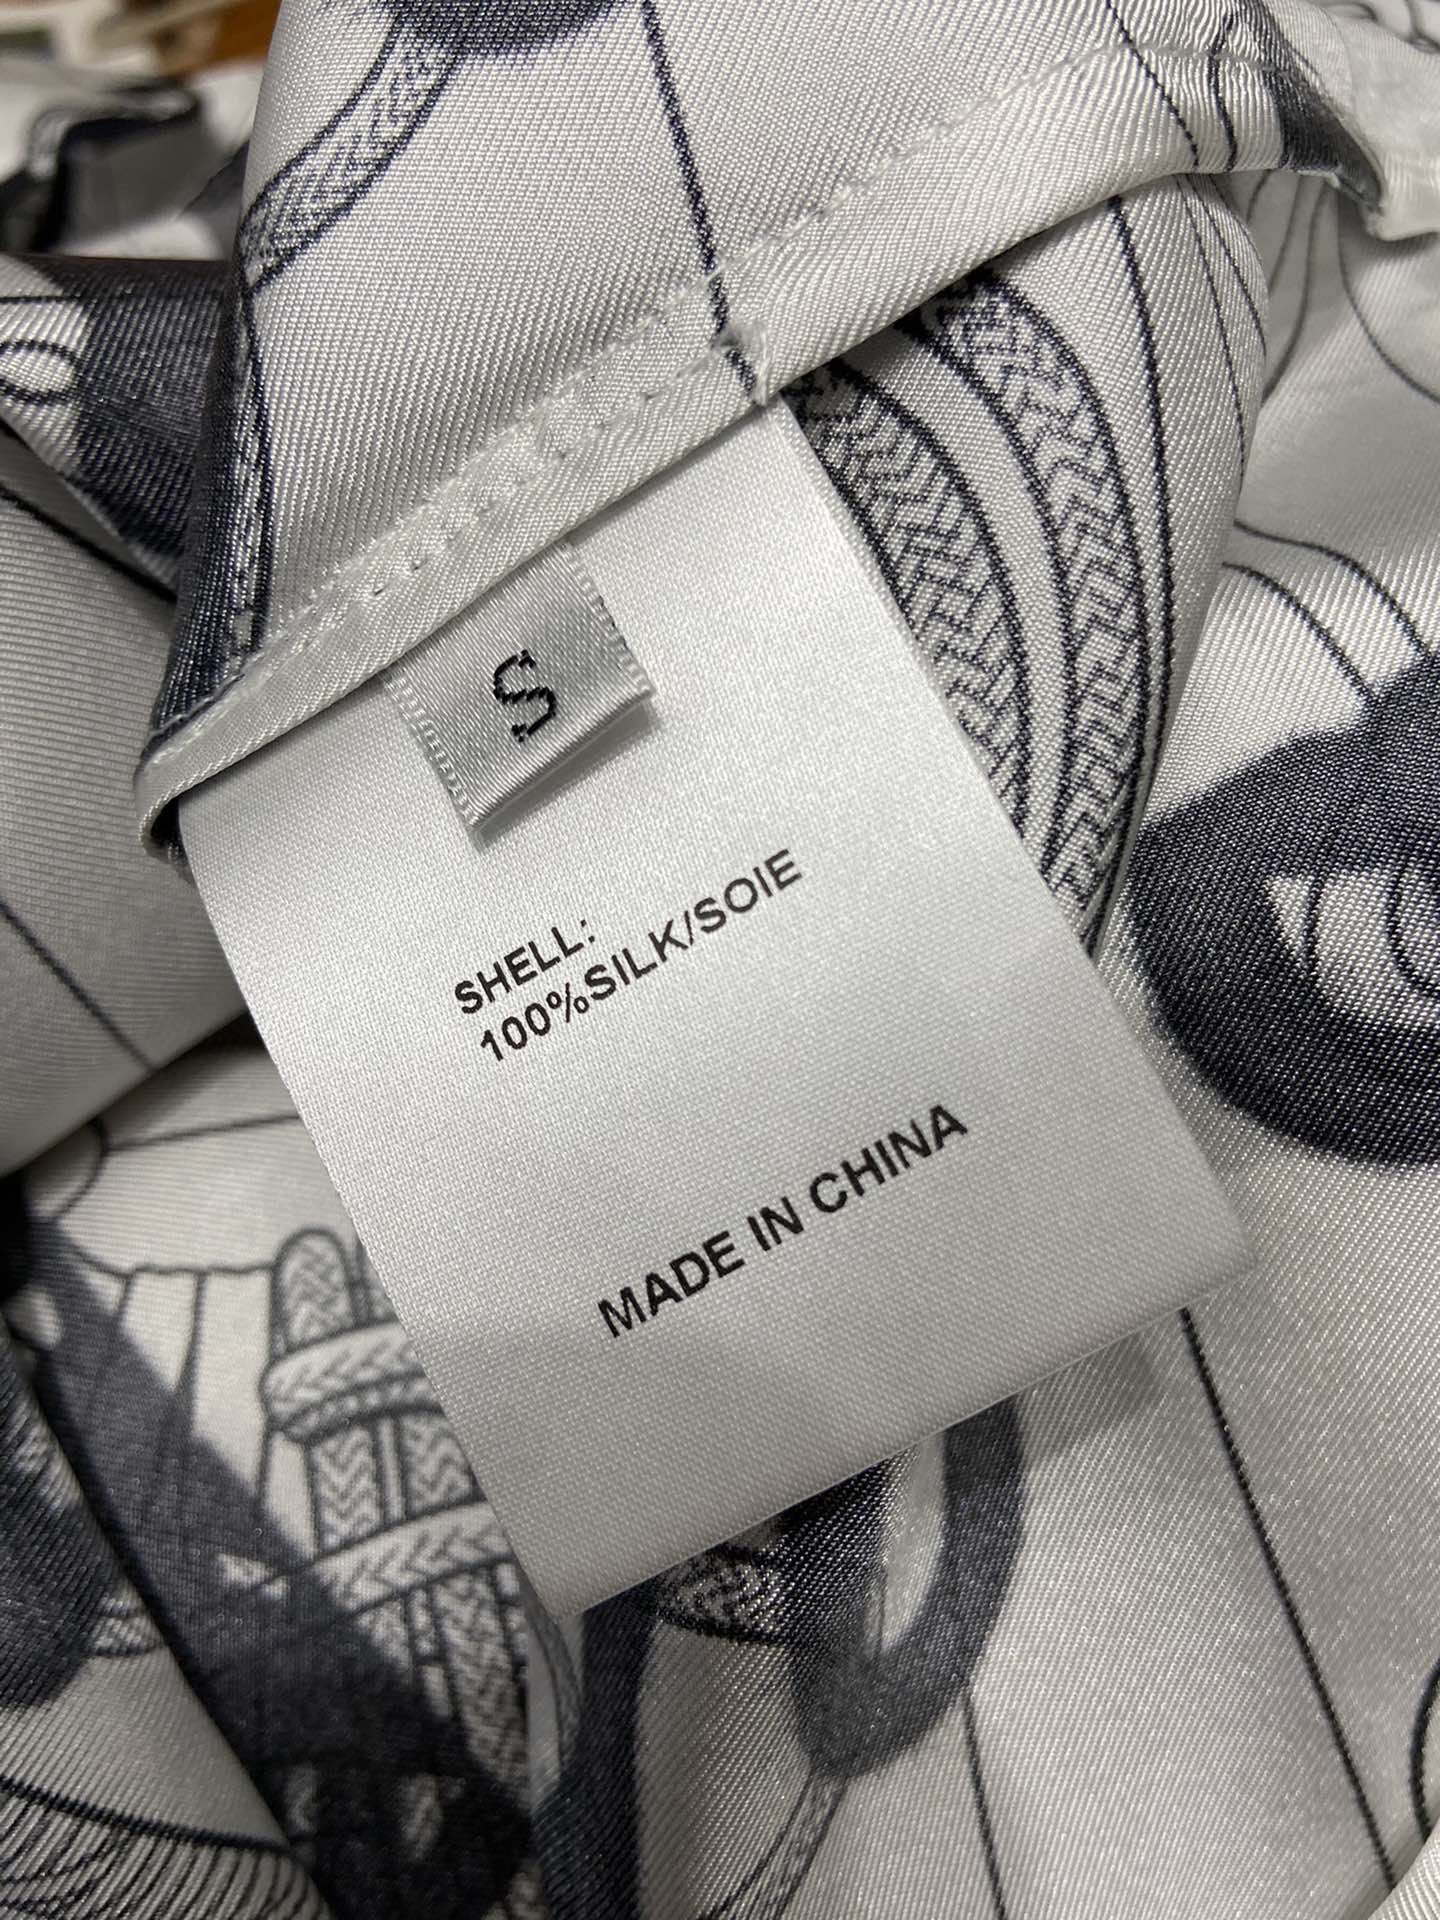 S
SHELL:
100%SILK/SOIE
MADE IN CHINA